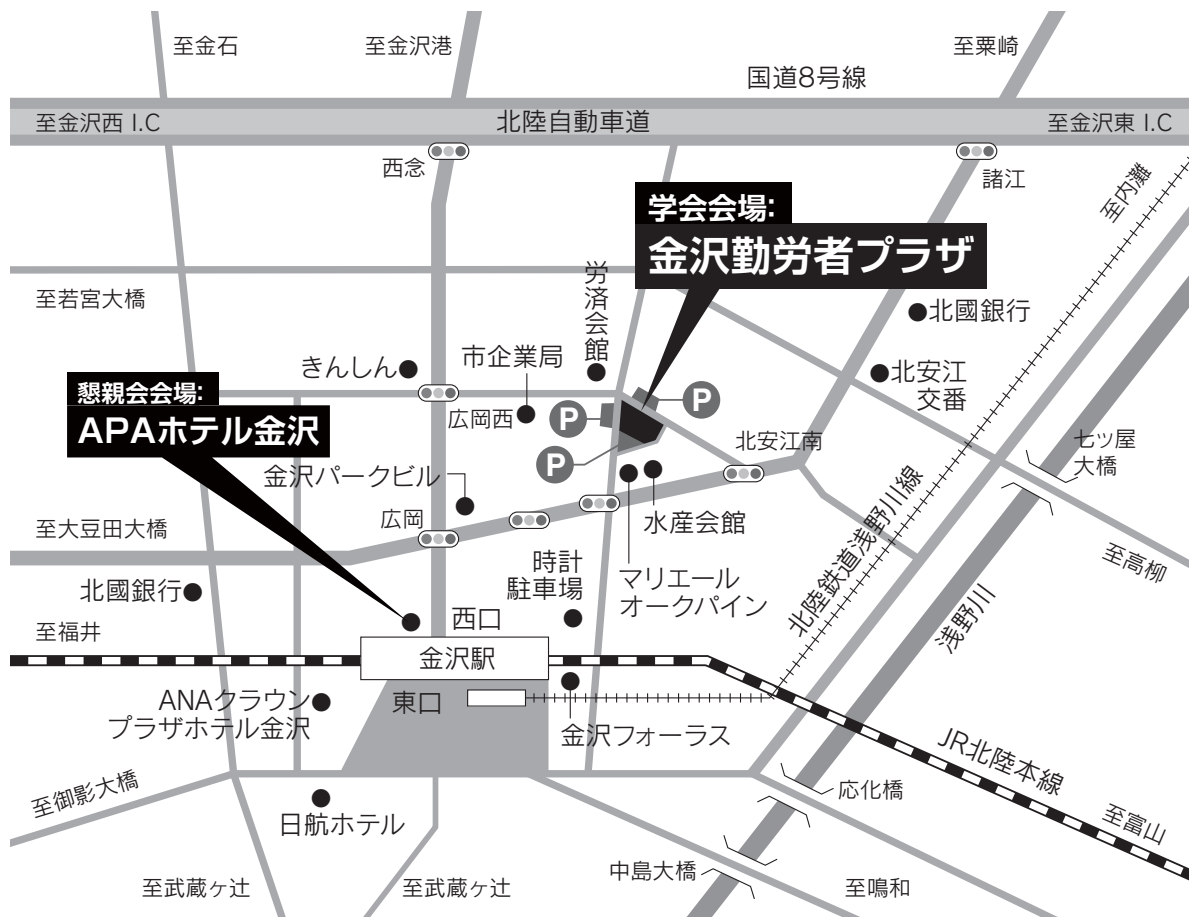 至金石
至金沢港
至粟崎
国道8号線
至金沢西 I.C
北陸自動車道
至金沢東 I.C
西念
諸江
至内灘
学会会場:
金沢勤労者プラザ
至若宮大橋
労済会館
北國銀行
きんしん
市企業局
北安江
交番
懇親会会場:
APAホテル金沢
広岡西
P
P
P
北安江南
七ツ屋
大橋
金沢パークビル
広岡
水産会館
至大豆田大橋
時計
駐車場
マリエール
オークパイン
北陸鉄道浅野川線
至高柳
浅野川
北國銀行
西口
至福井
金沢駅
東口
ANAクラウン
プラザホテル金沢
金沢フォーラス
JR北陸本線
至御影大橋
応化橋
至富山
日航ホテル
中島大橋
至武蔵ヶ辻
至武蔵ヶ辻
至鳴和